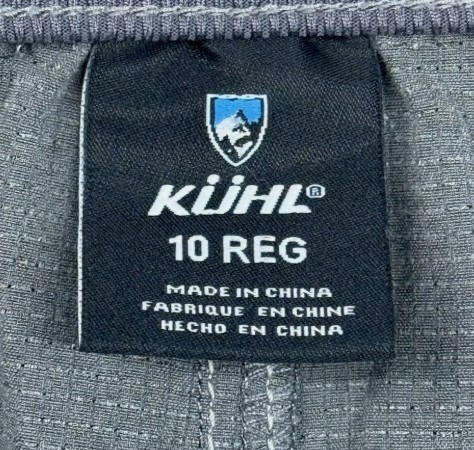 KÜHL®
10 REG
MADE IN CHINA
FABRIQUE EN CHINE
HECHO EN CHINA